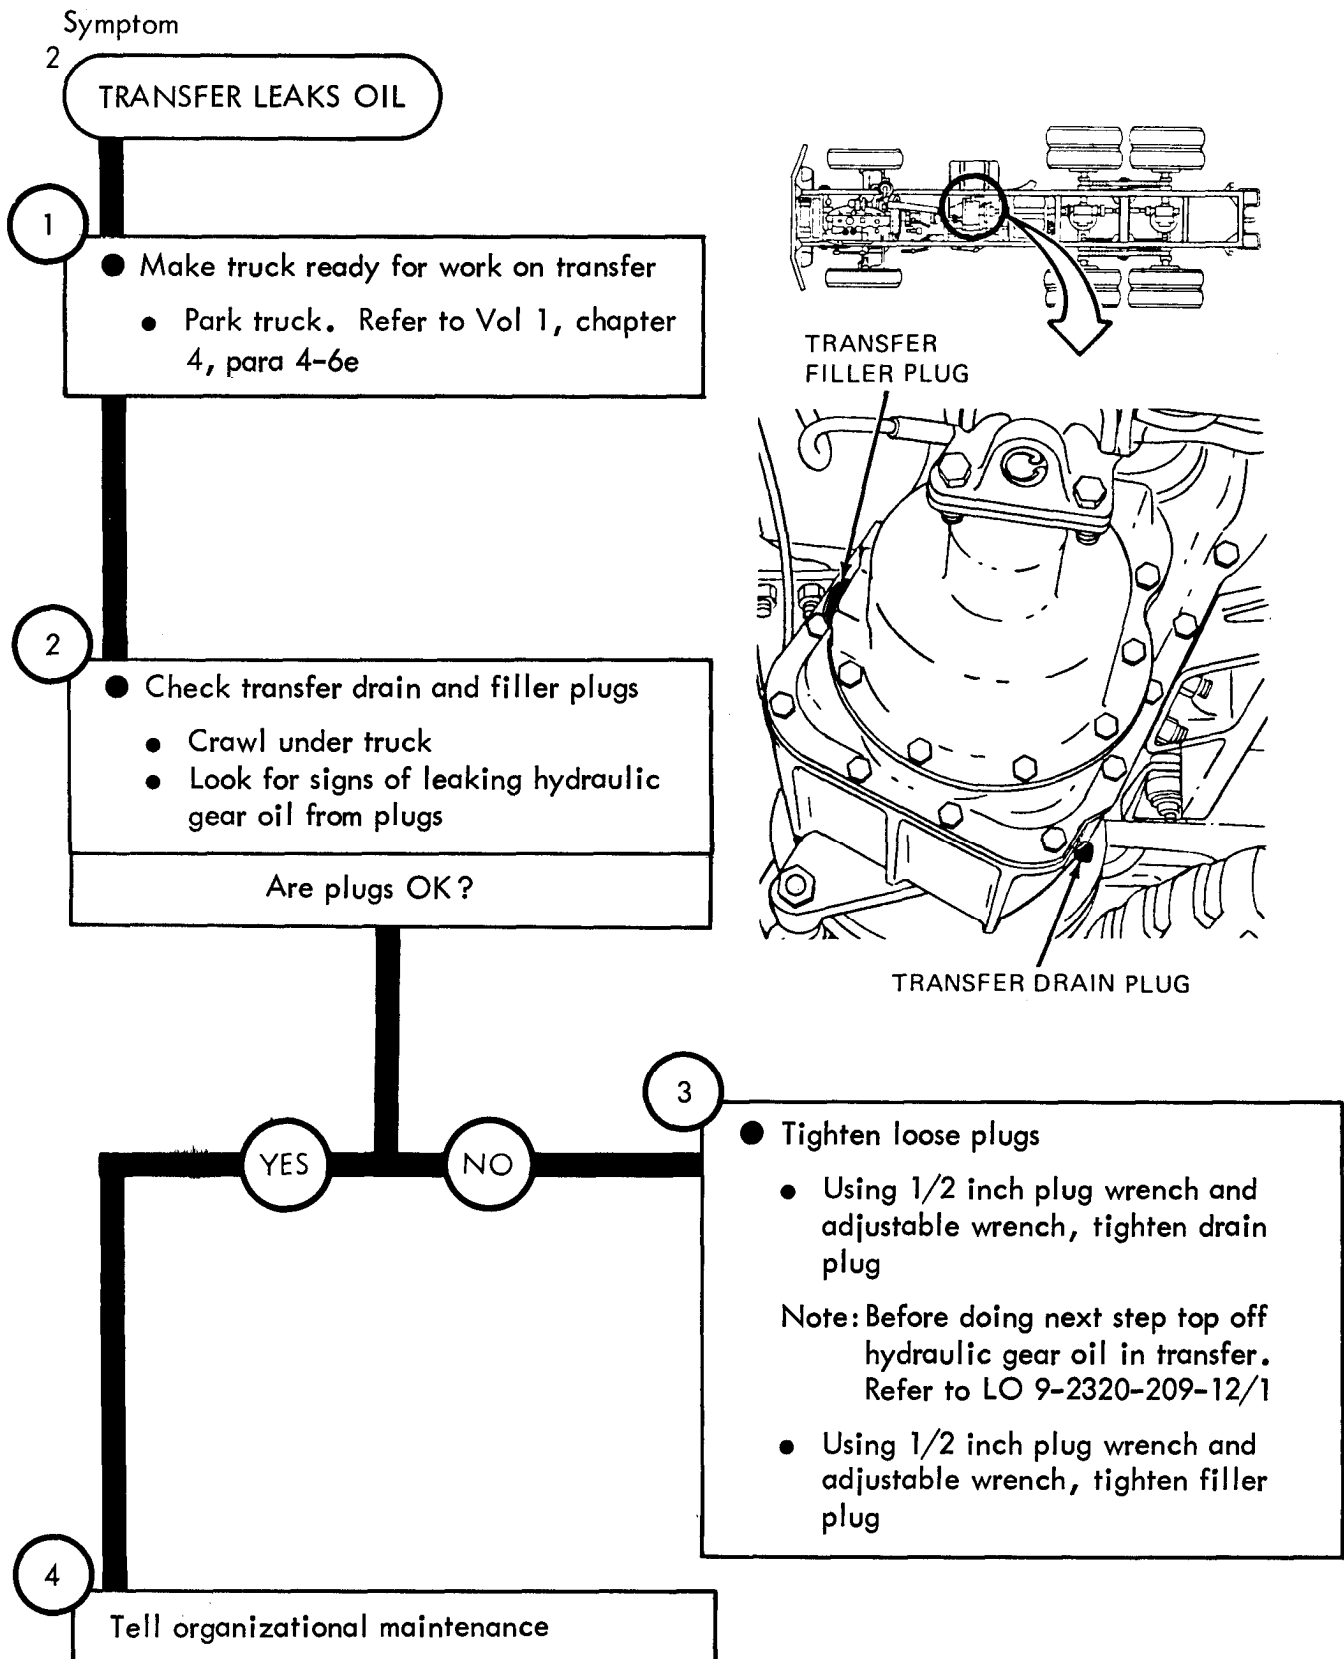 Symptom
2
TRANSFER LEAKS OIL
1
● Make truck ready for work on transfer
● Park truck. Refer to Vol 1, chapter
4, para 4-6e
TRANSFER
FILLER PLUG
2
● Check transfer drain and filler plugs
● Crawl under truck
● Look for signs of leaking hydraulic
gear oil from plugs
Are plugs OK?
TRANSFER DRAIN PLUG
YES
NO
3
● Tighten loose plugs
● Using 1/2 inch plug wrench and
adjustable wrench, tighten drain
plug
Note: Before doing next step top off
hydraulic gear oil in transfer.
Refer to LO 9-2320-209-12/1
● Using 1/2 inch plug wrench and
adjustable wrench, tighten filler
plug
4
Tell organizational maintenance